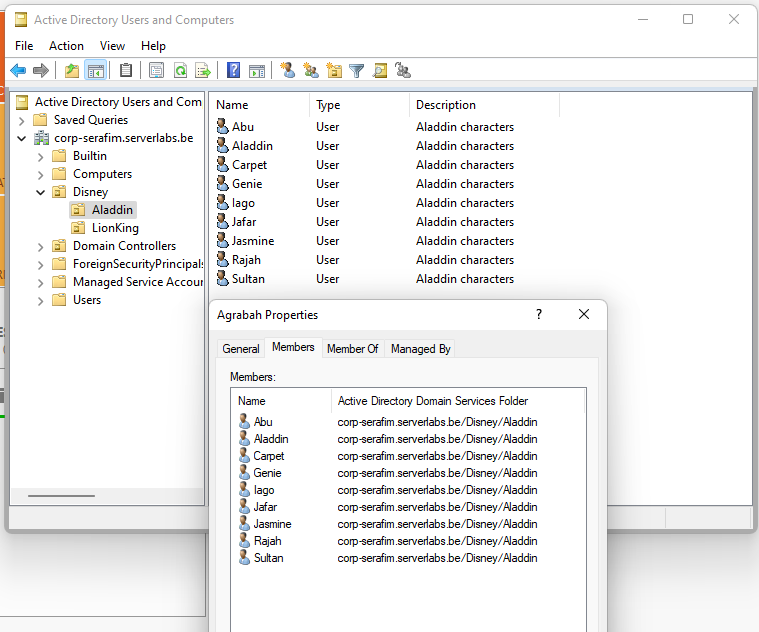 Active Directory Users and Computers
File Action View Help
Active Directory Users and Com
Saved Queries
corp-serafim.serverlabs.be
Builtin
Computers
Disney
Aladdin
LionKing
Domain Controllers
ForeignSecurityPrincipals
Managed Service Accour
Users
Name Type Description
Abu User Aladdin characters
Aladdin User Aladdin characters
Carpet User Aladdin characters
Genie User Aladdin characters
Iago User Aladdin characters
Jafar User Aladdin characters
Jasmine User Aladdin characters
Rajah User Aladdin characters
Sultan User Aladdin characters
Agrabah Properties ?
General Members Member Of Managed By
Members:
Name Active Directory Domain Services Folder
Abu corp-serafim.serverlabs.be/Disney/Aladdin
Aladdin corp-serafim.serverlabs.be/Disney/Aladdin
Carpet corp-serafim.serverlabs.be/Disney/Aladdin
Genie corp-serafim.serverlabs.be/Disney/Aladdin
Iago corp-serafim.serverlabs.be/Disney/Aladdin
Jafar corp-serafim.serverlabs.be/Disney/Aladdin
Jasmine corp-serafim.serverlabs.be/Disney/Aladdin
Rajah corp-serafim.serverlabs.be/Disney/Aladdin
Sultan corp-serafim.serverlabs.be/Disney/Aladdin